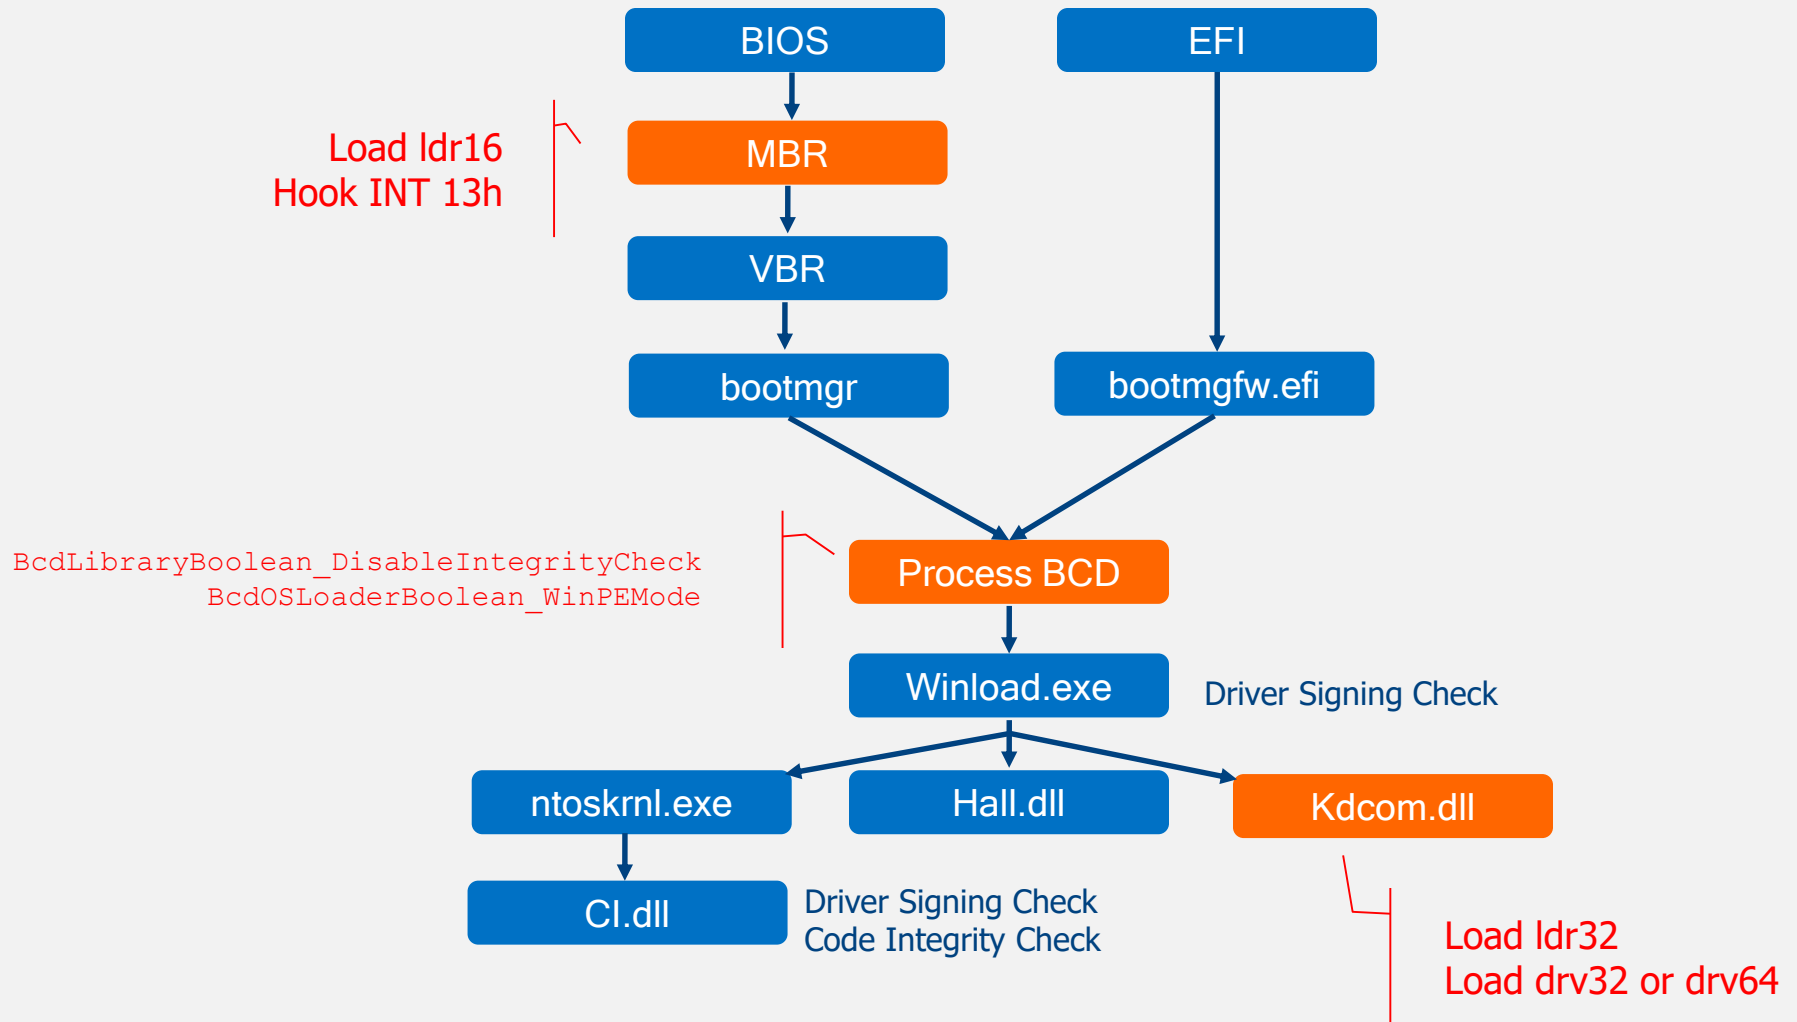 BIOS
EFI
Load ldr16
Hook INT 13h
MBR
VBR
bootmgr
bootmgfw.efi
BcdLibraryBoolean_DisableIntegrityCheck
BcdOSLoaderBoolean_WinPEMode
Process BCD
Winload.exe
Driver Signing Check
ntoskrnl.exe
Hall.dll
Kdcom.dll
CI.dll
Driver Signing Check
Code Integrity Check
Load ldr32
Load drv32 or drv64